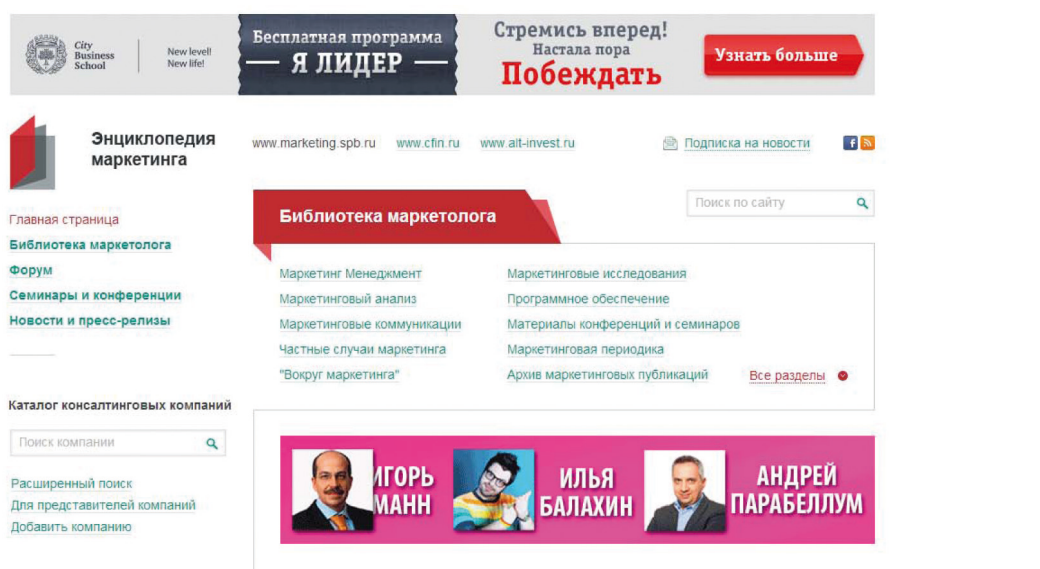 City
Business
School
New level!
New life!
Бесплатная программа
Я ЛИДЕР
Стремись вперед!
Настала пора
Побеждать
Узнать больше
Энциклопедия
маркетинга
www.marketing.spb.ru www.cfin.ru www.alt-invest.ru
Подписка на новости
Главная страница
Библиотека маркетолога
Форум
Семинары и конференции
Новости и пресс-релизы
Каталог консалтинговых компаний
Поиск компании
Расширенный поиск
Для представителей компаний
Добавить компанию
Библиотека маркетолога
Поиск по сайту
Маркетинг Менеджмент
Маркетинговый анализ
Маркетинговые коммуникации
Частные случаи маркетинга
"Вокруг маркетинга"
Маркетинговые исследования
Программное обеспечение
Материалы конференций и семинаров
Маркетинговая периодика
Архив маркетинговых публикаций
Все разделы
ИГОРЬ
МАНН
ИЛЬЯ
БАЛАХИН
АНДРЕЙ
ПАРАБЕЛЛУМ